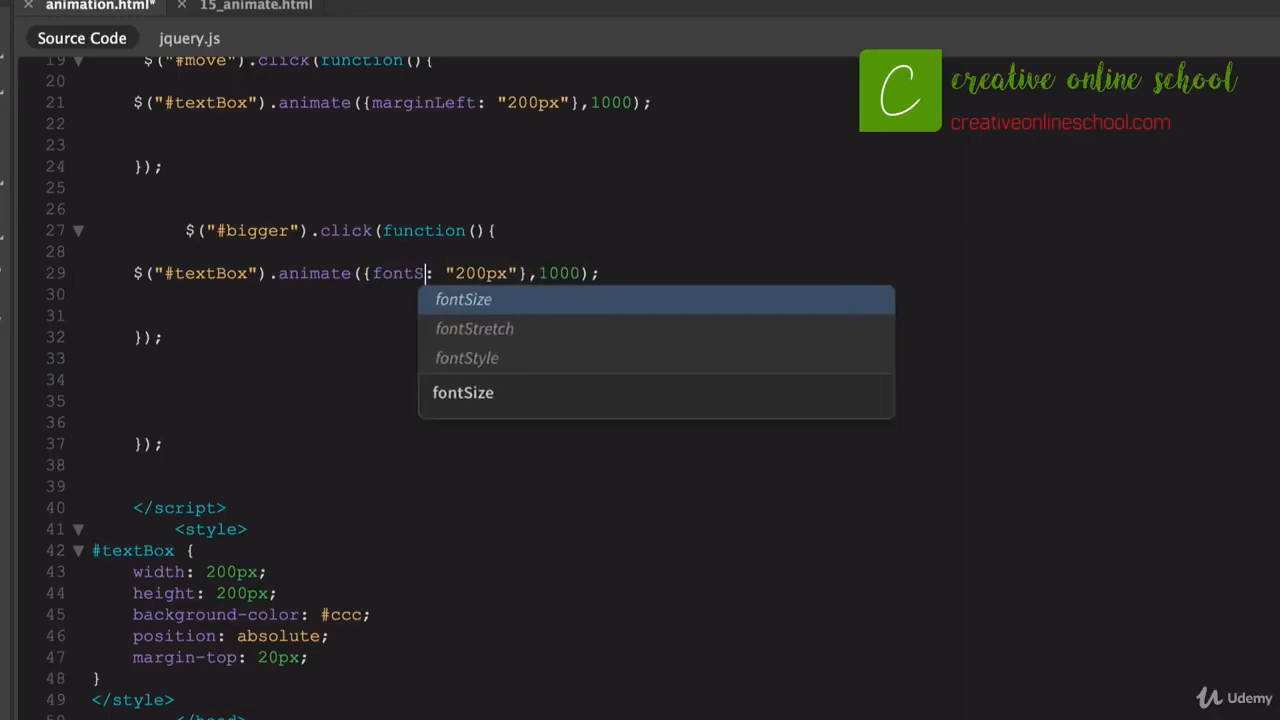 animation.html*
15_animate.html
Source Code
jquery.js
creative online school
creativeonlineschool.com
19 $("#move").click(function(){
20
21 $("#textBox").animate({marginLeft: "200px"},1000);
22
23
24 });
25
26
27 $("#bigger").click(function(){
28
29 $("#textBox").animate({fontS: "200px"},1000);
30
31
32 });
33
34
35
36
37 });
38
39
40 </script>
41 <style>
42 #textBox {
43 width: 200px;
44 height: 200px;
45 background-color: #ccc;
46 position: absolute;
47 margin-top: 20px;
48 }
49 </style>
50 </head>
fontSize
fontStretch
fontStyle
fontSize
Udemy